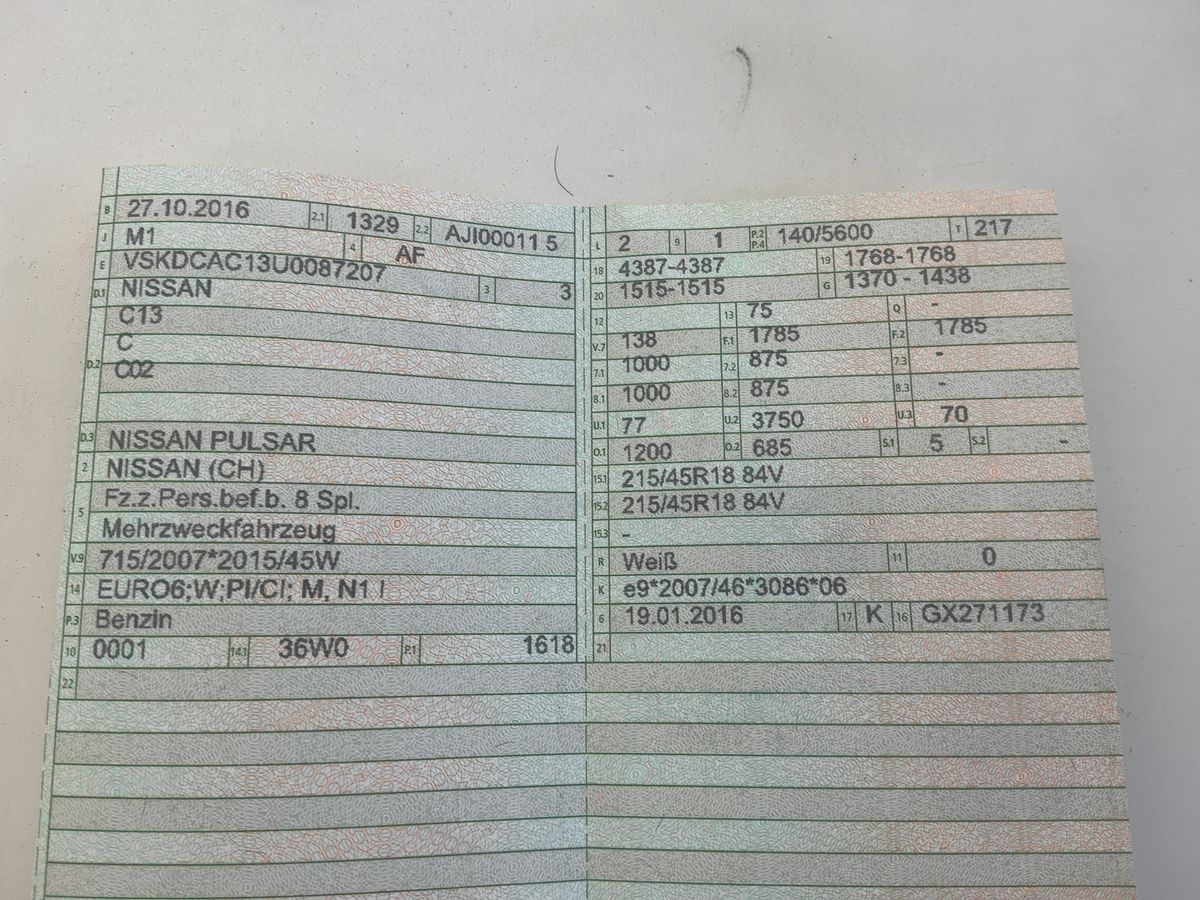 B 27.10.2016 2.1 1329 2.2 AJI00011 5
J M1 4 AF
E VSKDCAC13U0087207
D.1 NISSAN 3 3
C13
D.2 C
C02
D.3 NISSAN PULSAR
2 NISSAN (CH)
5 Fz.z.Pers.bef.b. 8 Spl.
Mehrzweckfahrzeug
V.9 715/2007*2015/45W
14 EURO6;W;PI/CI; M, N1 I
P.3 Benzin
10 0001 14.1 36W0 P.1 1618
22
L 2 9 1 P.2 P.4 140/5600 T 217
18 4387-4387 19 1768-1768
20 1515-1515 G 1370 - 1438
12 13 75 Q -
V.7 138 F.1 1785 F.2 1785
7.1 1000 7.2 875 7.3 -
8.1 1000 8.2 875 8.3 -
U.1 77 U.2 3750 U.3 70
O.1 1200 O.2 685 S.1 5 S.2 -
15.1 215/45R18 84V
15.2 215/45R18 84V
15.3 -
R Weiß 11 0
K e9*2007/46*3086*06
6 19.01.2016 17 K 16 GX271173
21